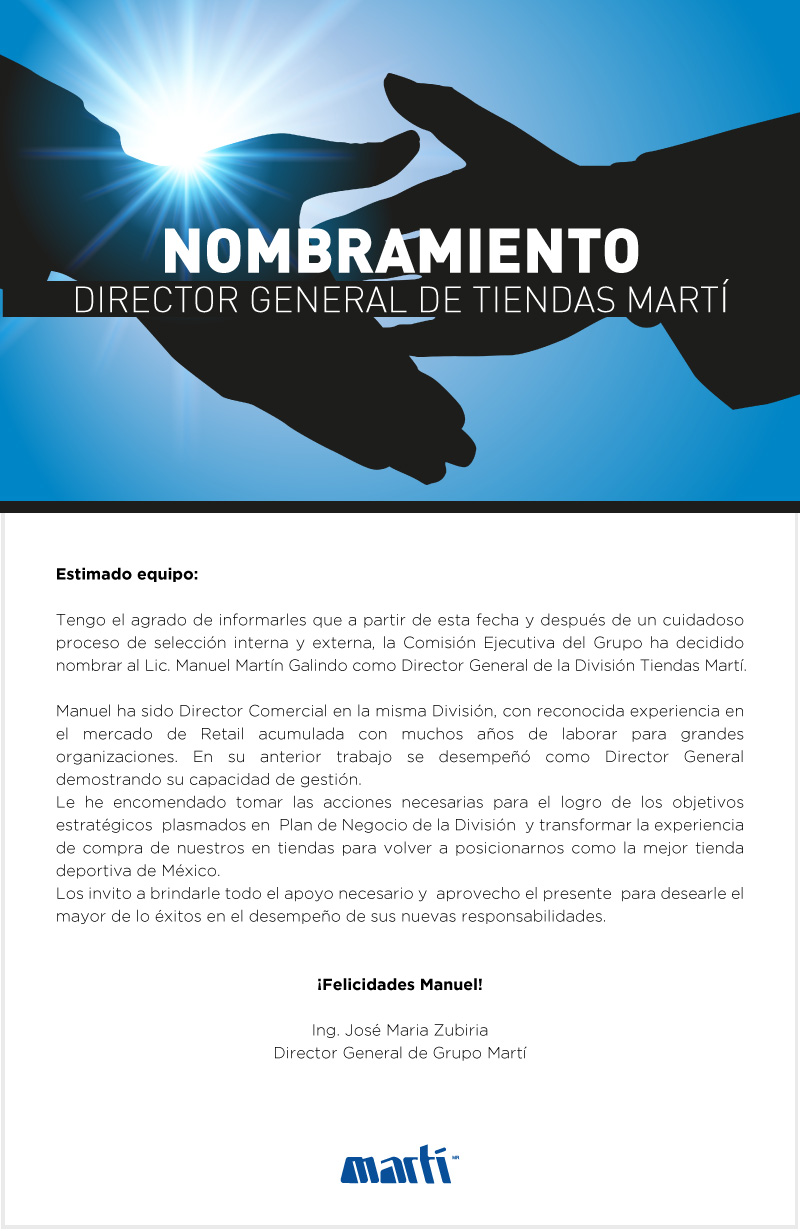 NOMBRAMIENTO
DIRECTOR GENERAL DE TIENDAS MARTÍ
Estimado equipo:
Tengo el agrado de informarles que a partir de esta fecha y después de un cuidadoso
proceso de selección interna y externa, la Comisión Ejecutiva del Grupo ha decidido
nombrar al Lic. Manuel Martín Galindo como Director General de la División Tiendas Martí.
Manuel ha sido Director Comercial en la misma División, con reconocida experiencia en
el mercado de Retail acumulada con muchos años de laborar para grandes
organizaciones. En su anterior trabajo se desempeñó como Director General
demostrando su capacidad de gestión.
Le he encomendado tomar las acciones necesarias para el logro de los objetivos
estratégicos plasmados en Plan de Negocio de la División y transformar la experiencia
de compra de nuestros en tiendas para volver a posicionarnos como la mejor tienda
deportiva de México.
Los invito a brindarle todo el apoyo necesario y aprovecho el presente para desearle el
mayor de lo éxitos en el desempeño de sus nuevas responsabilidades.
¡Felicidades Manuel!
Ing. José Maria Zubiria
Director General de Grupo Martí
martí MR